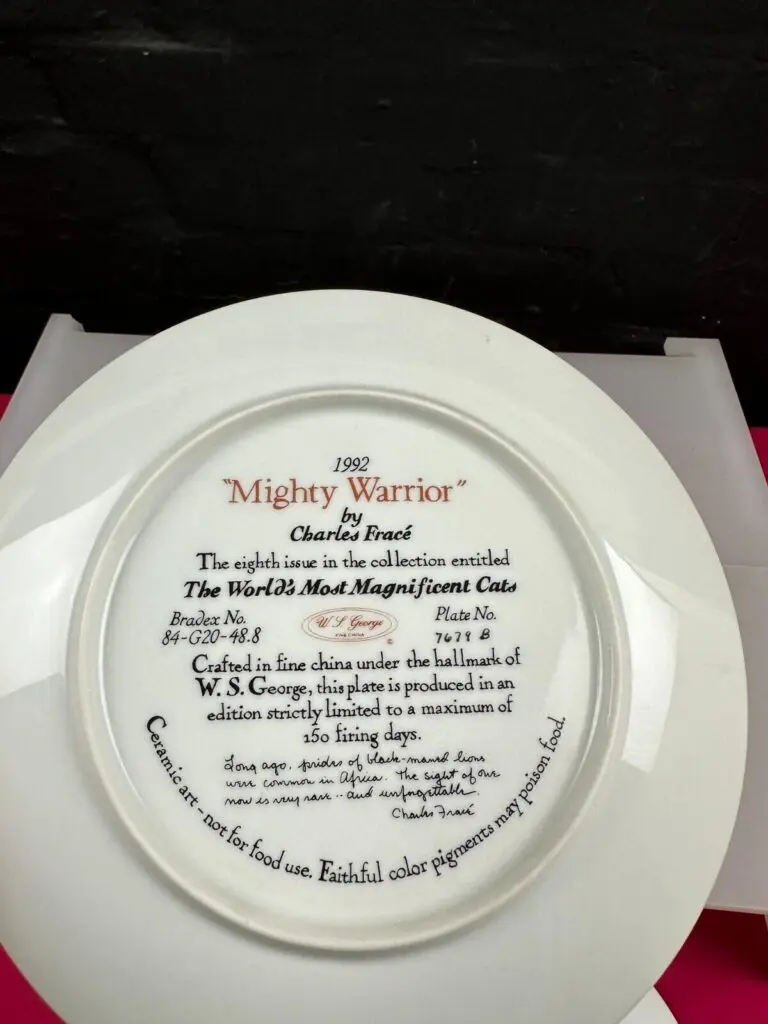 1992
"Mighty Warrior"
by
Charles Fracé
The eighth issue in the collection entitled
The World's Most Magnificent Cats
Bradex No.
84-G20-48.8
W. S. George
FINE CHINA
©
Plate No.
7679 B
Crafted in fine china under the hallmark of
W. S. George, this plate is produced in an
edition strictly limited to a maximum of
150 firing days.
Long ago, prides of black-maned lions
were common in Africa. The sight of one
now is very rare .. and unforgettable.
Charles Fracé
Ceramic art - not for food use. Faithful color pigments may poison food.